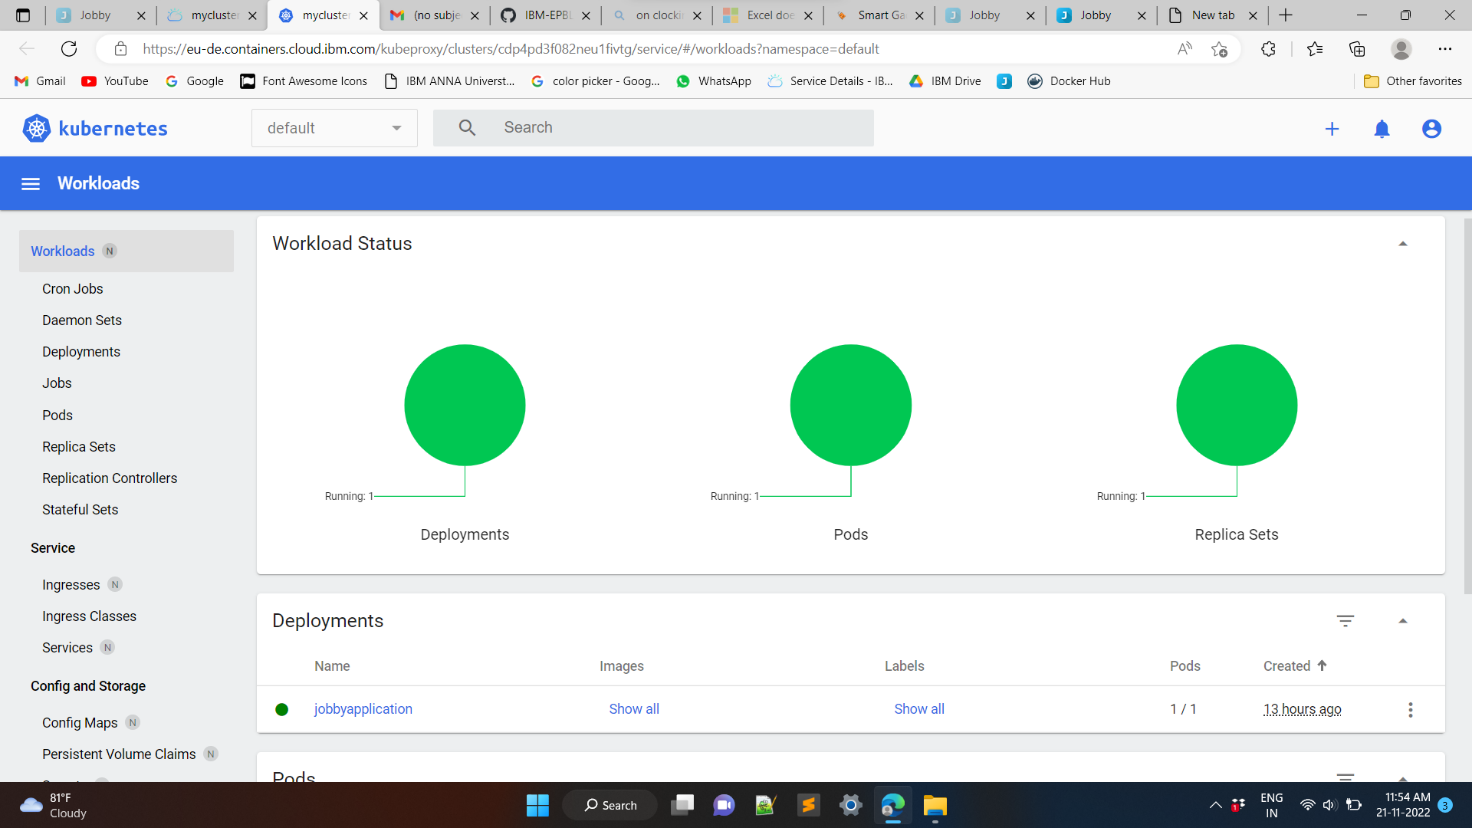 Jobby
mycluster
mycluster
(no subje
IBM-EPBL
on clockin
Excel doe
Smart Ga
Jobby
Jobby
New tab
https://eu-de.containers.cloud.ibm.com/kubeproxy/clusters/cdp4pd3f082neu1fivtg/service/#/workloads?namespace=default
Gmail
YouTube
Google
Font Awesome Icons
IBM ANNA Universt...
color picker - Goog...
WhatsApp
Service Details - IB...
IBM Drive
Docker Hub
Other favorites
kubernetes
default
Search
Workloads
Workloads N
Cron Jobs
Daemon Sets
Deployments
Jobs
Pods
Replica Sets
Replication Controllers
Stateful Sets
Service
Ingresses N
Ingress Classes
Services N
Config and Storage
Config Maps N
Persistent Volume Claims N
Workload Status
Running: 1
Running: 1
Running: 1
Deployments
Pods
Replica Sets
Deployments
Name Images Labels Pods Created
jobbyapplication Show all Show all 1 / 1 13 hours ago
Pods
81°F
Cloudy
Search
ENG
IN
11:54 AM
21-11-2022
3